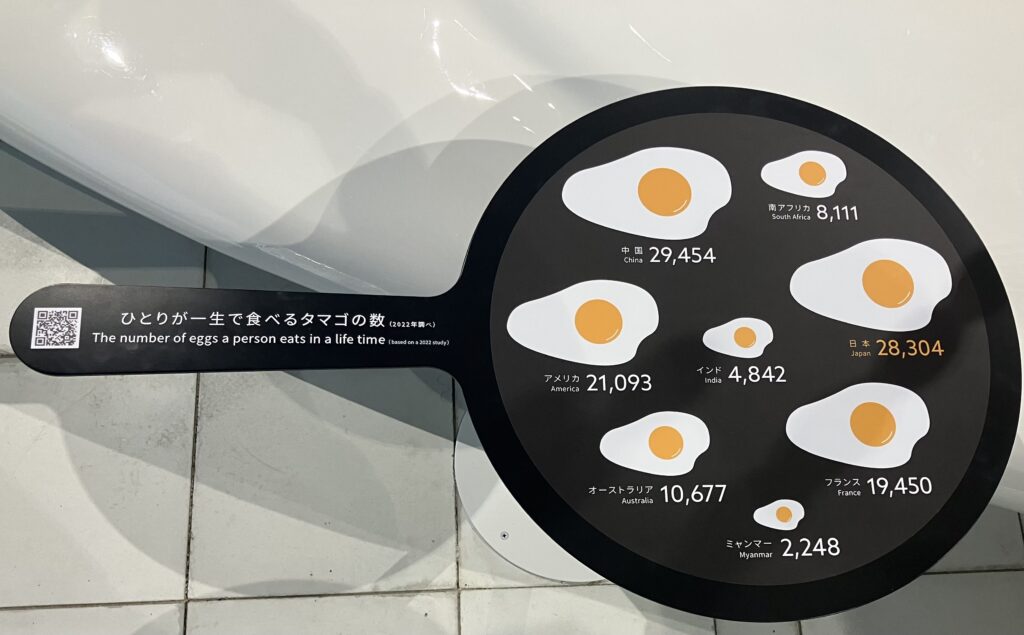 ひとりが一生で食べるタマゴの数 (2022年調べ)
The number of eggs a person eats in a life time (based on a 2022 study)
中国
China
29,454
南アフリカ
South Africa
8,111
アメリカ
America
21,093
インド
India
4,842
日本
Japan
28,304
オーストラリア
Australia
10,677
フランス
France
19,450
ミャンマー
Myanmar
2,248